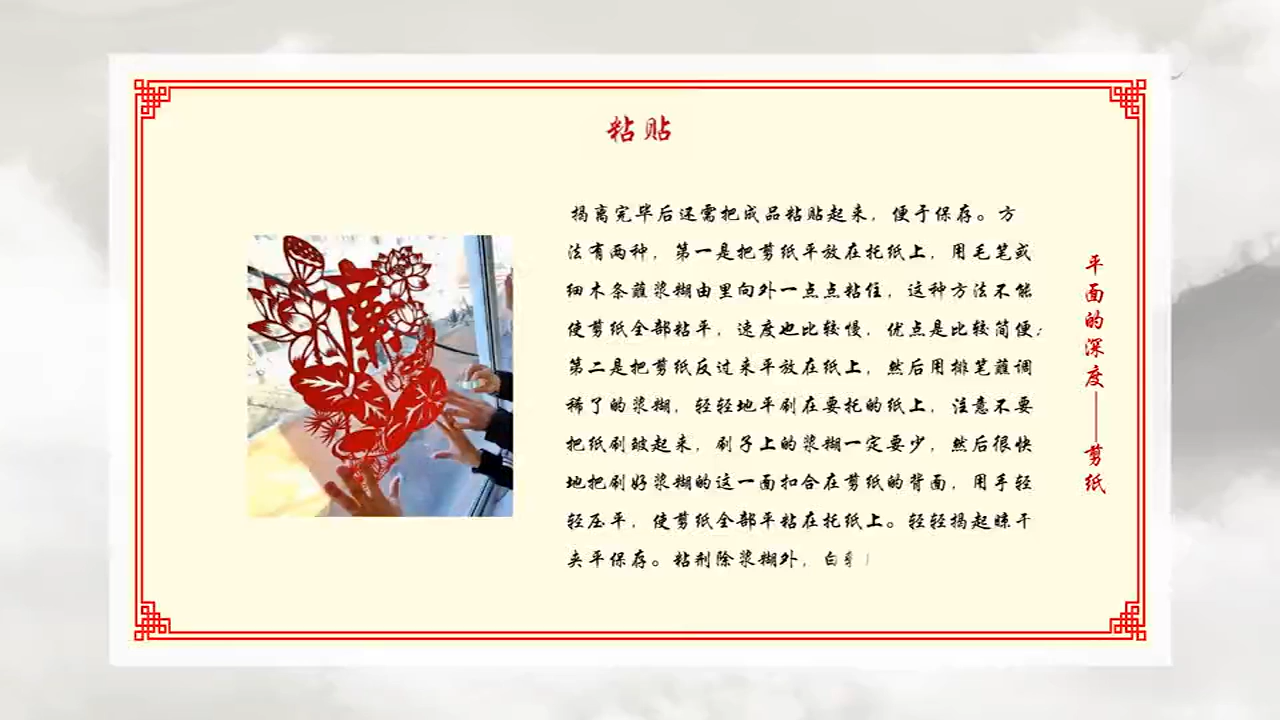 粘贴
揭离完毕后还需把成品粘贴起来，便于保存。方
法有两种，第一是把剪纸平放在托纸上，用毛笔或
细木条蘸浆糊由里向外一点点粘住，这种方法不能
使剪纸全部粘平，速度也比较慢，优点是比较简便；
第二是把剪纸反过来平放在纸上，然后用排笔蘸调
稀了的浆糊，轻轻地平刷在要托的纸上，注意不要
把纸刷皱起来，刷子上的浆糊一定要少，然后很快
地把刷好浆糊的这一面扣合在剪纸的背面，用手轻
轻压平，使剪纸全部平粘在托纸上。轻轻揭起晾干
夹平保存。粘剂除浆糊外，白
平面的深度——剪纸